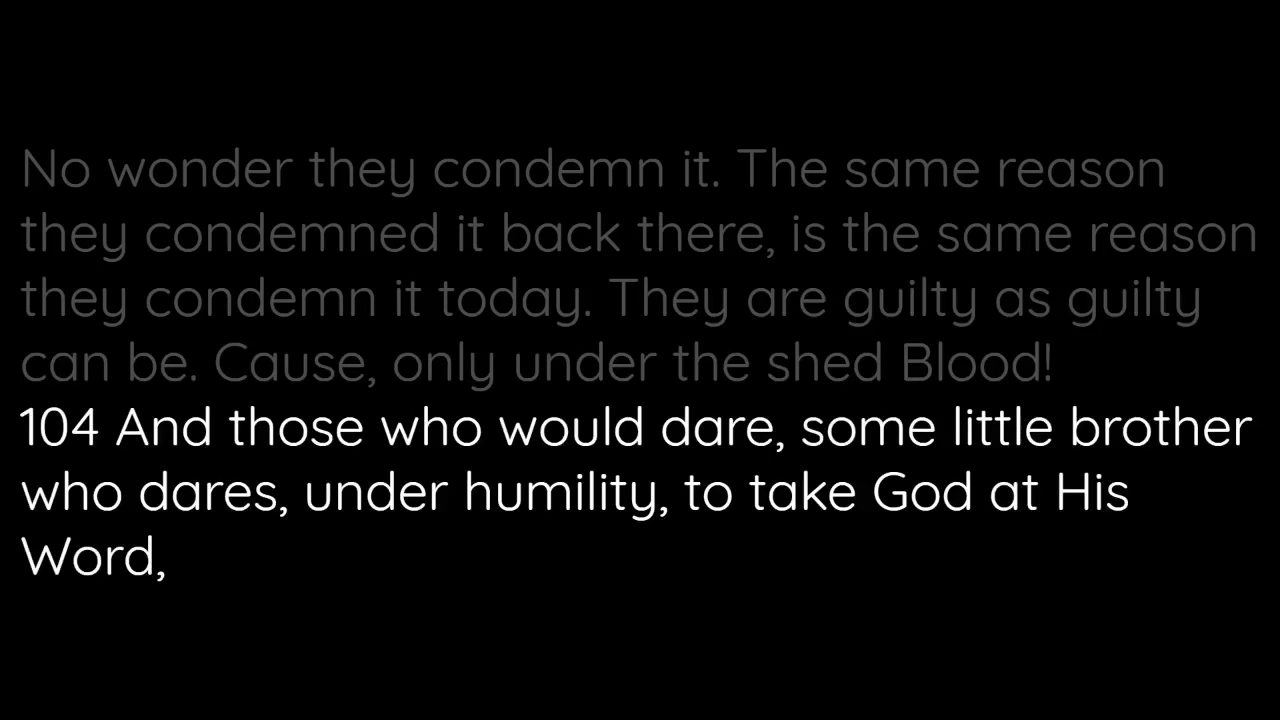 No wonder they condemn it. The same reason
they condemned it back there, is the same reason
they condemn it today. They are guilty as guilty
can be. Cause, only under the shed Blood!
104 And those who would dare, some little brother
who dares, under humility, to take God at His
Word,